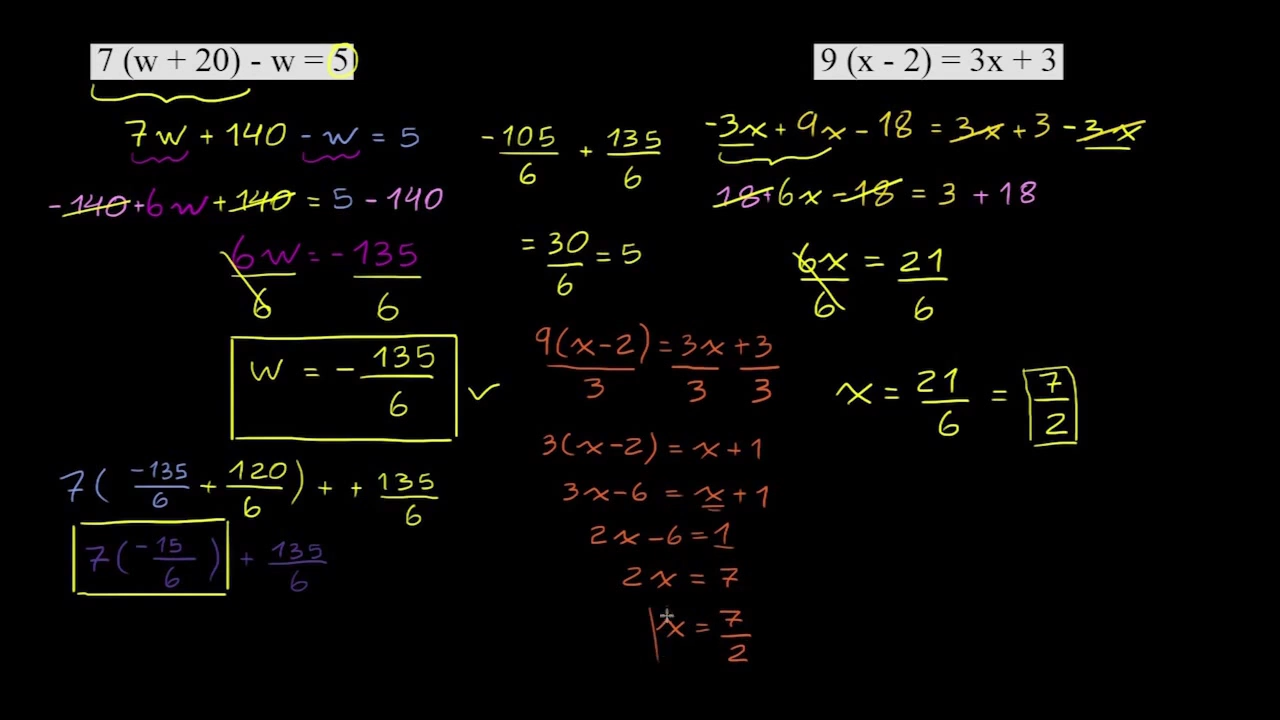 7 (w + 20) - w = 5
7w + 140 - w = 5
-140 + 6w + 140 = 5 - 140
6w/6 = -135/6
w = -135/6 ✓
7(-135/6 + 120/6) + + 135/6
7(-15/6) + 135/6
-105/6 + 135/6
= 30/6 = 5
9(x-2)/3 = 3x/3 + 3/3
3(x-2) = x + 1
3x-6 = x + 1
2x-6 = 1
2x = 7
x = 7/2
9 (x - 2) = 3x + 3
-3x + 9x - 18 = 3x + 3 - 3x
18+ 6x - 18 = 3 + 18
6x/6 = 21/6
x = 21/6 = 7/2